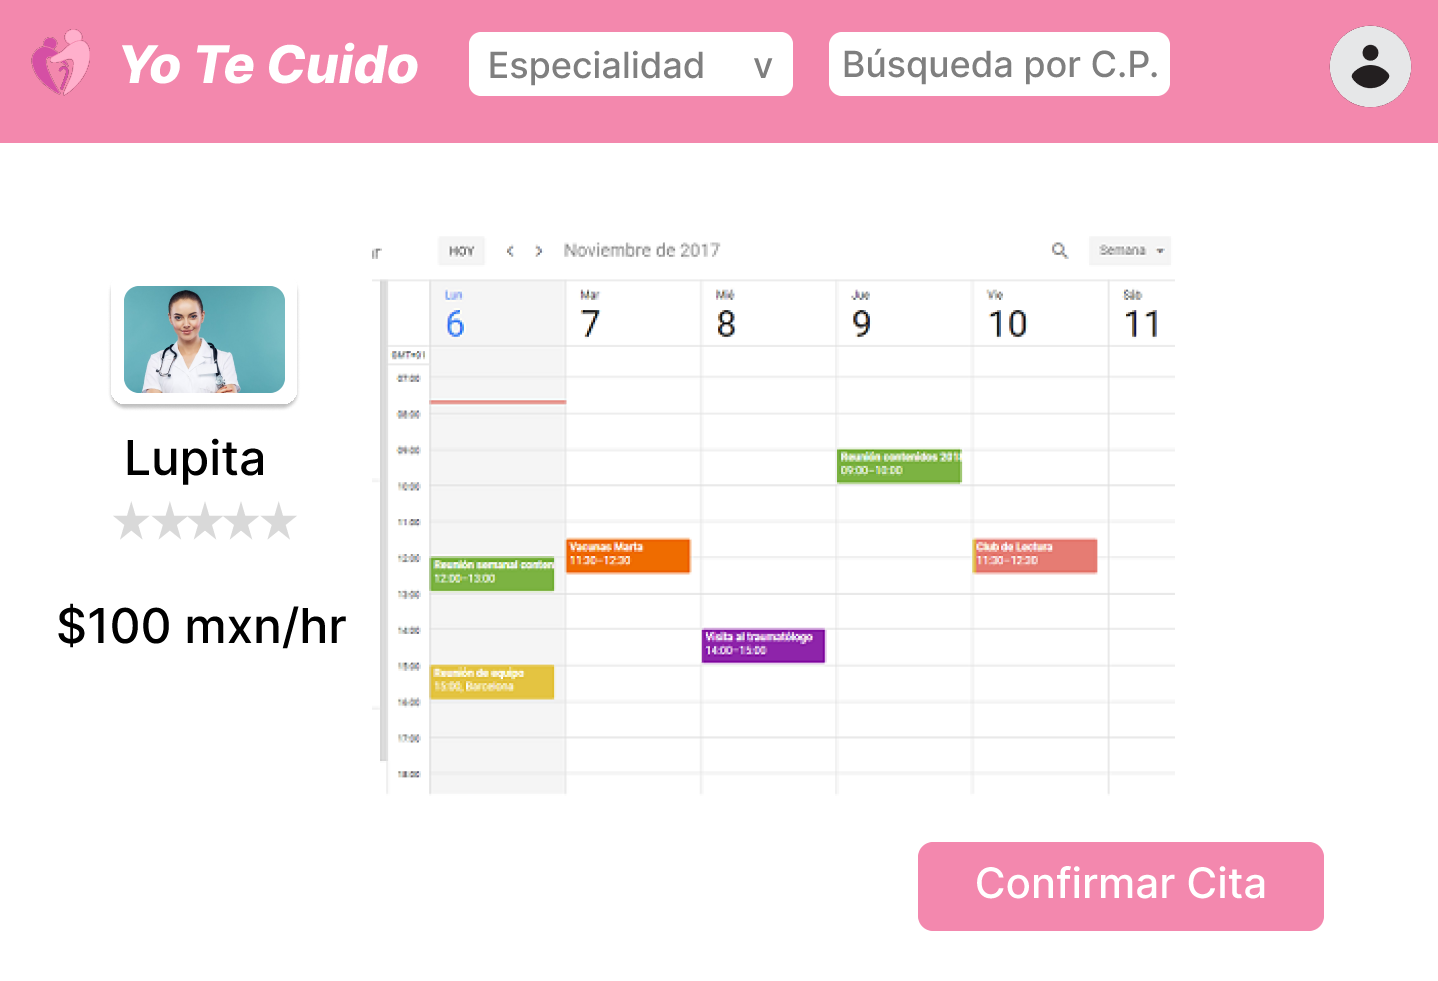 Yo Te Cuido
Especialidad v
Búsqueda por C.P.
HOY < > Noviembre de 2017
Semana
Lun Mar Mié Jue Vie Sáb
6 7 8 9 10 11
GMT+01
07:00
08:00
09:00
Reunión contenidos 201
09:00–10:00
10:00
11:00
Vacunas Marta
11:30–12:30
Club de Lectura
11:30–12:30
12:00
Reunión semanal conten
12:00–13:00
13:00
14:00
Visita al traumatólogo
14:00–15:00
15:00
Reunión de equipo
15:00, Barcelona
16:00
17:00
18:00
Lupita
$100 mxn/hr
Confirmar Cita